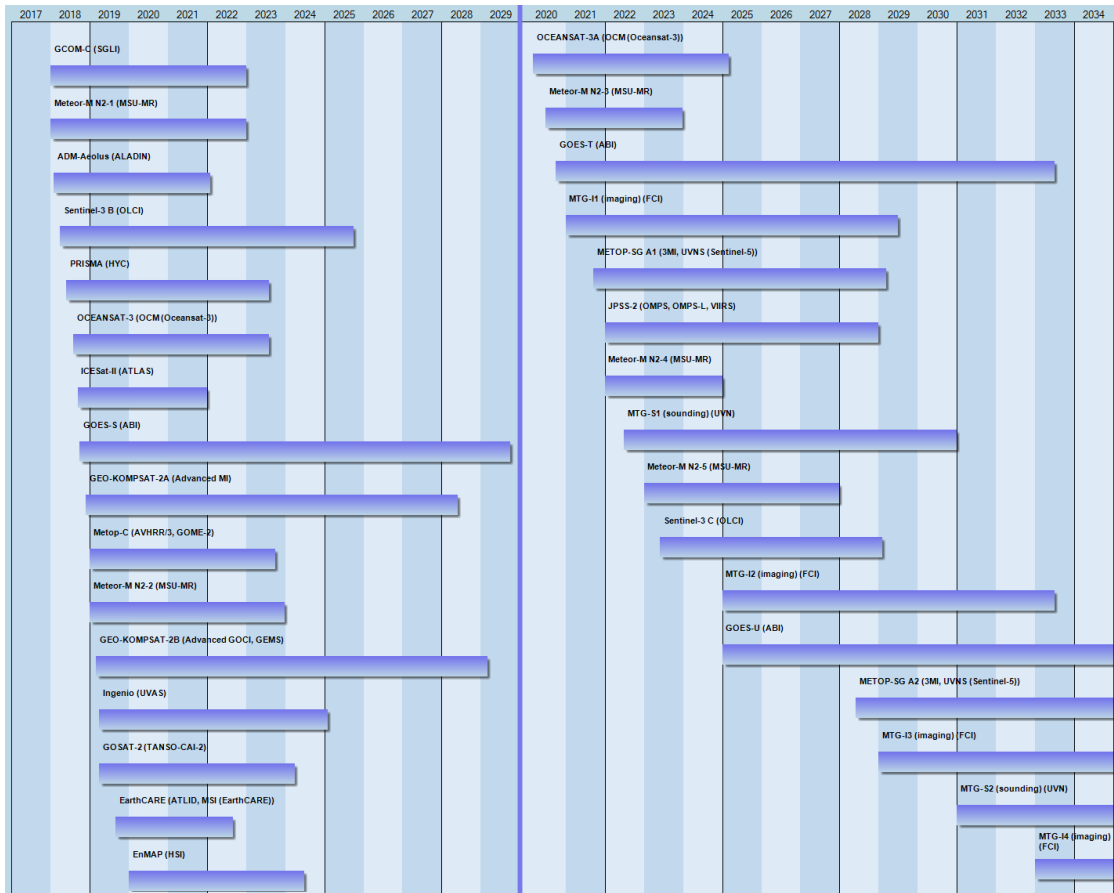 2017 2018 2019 2020 2021 2022 2023 2024 2025 2026 2027 2028 2029
GCOM-C (SGLI)
Meteor-M N2-1 (MSU-MR)
ADM-Aeolus (ALADIN)
Sentinel-3 B (OLCI)
PRISMA (HYC)
OCEANSAT-3 (OCM (Oceansat-3))
ICESat-II (ATLAS)
GOES-S (ABI)
GEO-KOMPSAT-2A (Advanced MI)
Metop-C (AVHRR/3, GOME-2)
Meteor-M N2-2 (MSU-MR)
GEO-KOMPSAT-2B (Advanced GOCI, GEMS)
Ingenio (UVAS)
GOSAT-2 (TANSO-CAI-2)
EarthCARE (ATLID, MSI (EarthCARE))
EnMAP (HSI)
2020 2021 2022 2023 2024 2025 2026 2027 2028 2029 2030 2031 2032 2033 2034
OCEANSAT-3A (OCM (Oceansat-3))
Meteor-M N2-3 (MSU-MR)
GOES-T (ABI)
MTG-I1 (imaging) (FCI)
METOP-SG A1 (3MI, UVNS (Sentinel-5))
JPSS-2 (OMPS, OMPS-L, VIIRS)
Meteor-M N2-4 (MSU-MR)
MTG-S1 (sounding) (UVN)
Meteor-M N2-5 (MSU-MR)
Sentinel-3 C (OLCI)
MTG-I2 (imaging) (FCI)
GOES-U (ABI)
METOP-SG A2 (3MI, UVNS (Sentinel-5))
MTG-I3 (imaging) (FCI)
MTG-S2 (sounding) (UVN)
MTG-I4 (imaging)
(FCI)